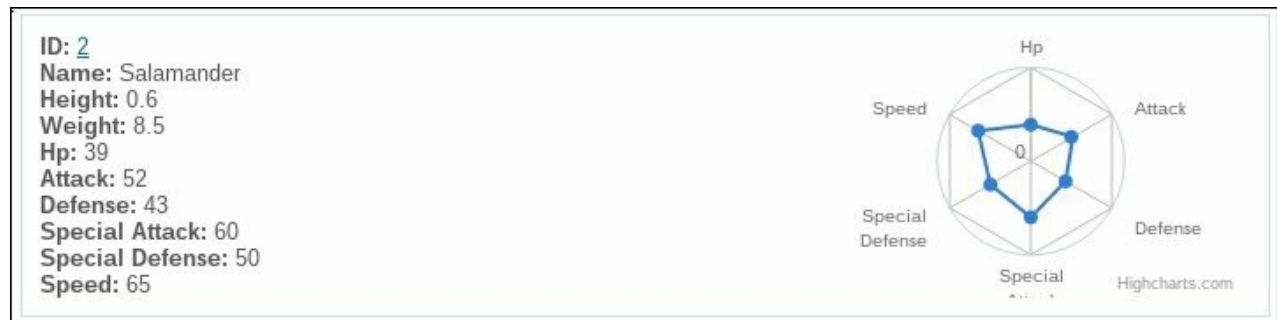 ID: 2
Name: Salamander
Height: 0.6
Weight: 8.5
Hp: 39
Attack: 52
Defense: 43
Special Attack: 60
Special Defense: 50
Speed: 65
Hp
Speed
Attack
0
Special
Defense
Defense
Special
Highcharts.com